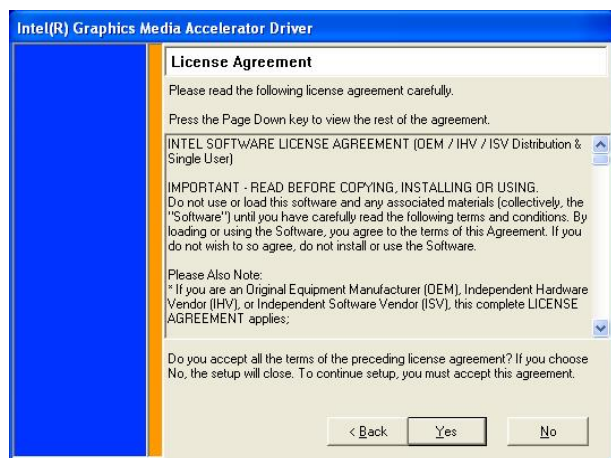 Intel(R) Graphics Media Accelerator Driver
License Agreement
Please read the following license agreement carefully.
Press the Page Down key to view the rest of the agreement.
INTEL SOFTWARE LICENSE AGREEMENT (OEM / IHV / ISV Distribution &
Single User)
IMPORTANT - READ BEFORE COPYING, INSTALLING OR USING.
Do not use or load this software and any associated materials (collectively, the
"Software") until you have carefully read the following terms and conditions. By
loading or using the Software, you agree to the terms of this Agreement. If you
do not wish to so agree, do not install or use the Software.
Please Also Note:
* If you are an Original Equipment Manufacturer (OEM), Independent Hardware
Vendor (IHV), or Independent Software Vendor (ISV), this complete LICENSE
AGREEMENT applies;
Do you accept all the terms of the preceding license agreement? If you choose
No, the setup will close. To continue setup, you must accept this agreement.
< Back Yes No